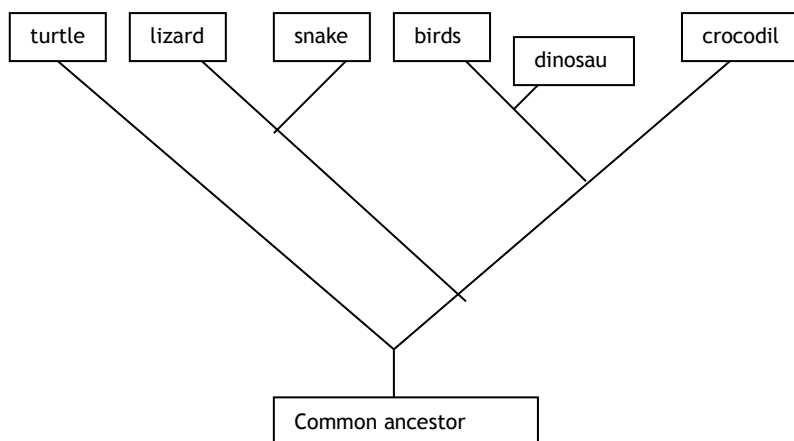 turtle
lizard
snake
birds
dinosau
crocodil
Common ancestor